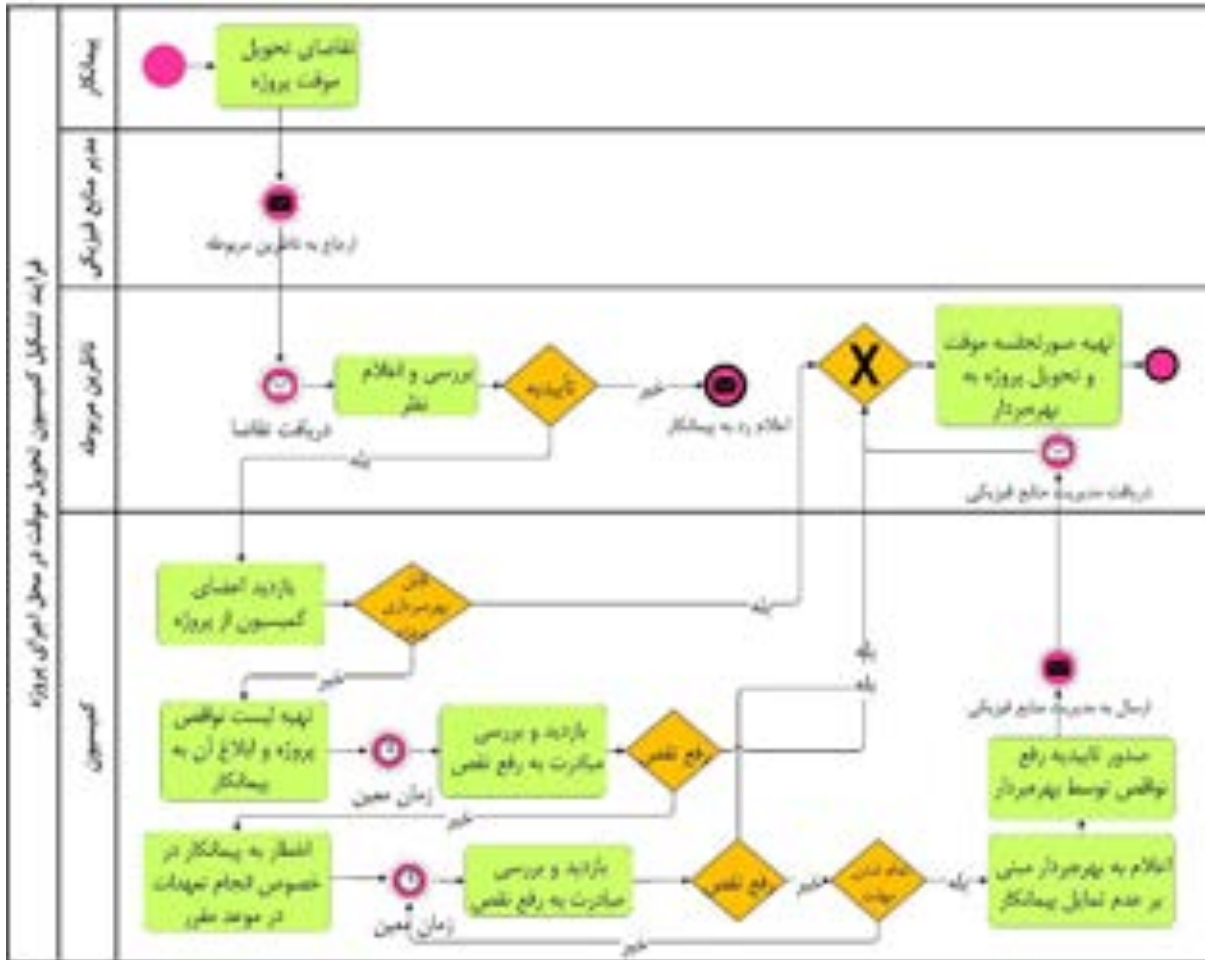 فرایند تشکیل کمیسیون تحویل موقت در محل اجرای پروژه
پیمانکار
تقاضای تحویل
موقت پروژه
مدیر منابع فیزیکی
ارجاع به ناظرین مربوطه
ناظرین مربوطه
دریافت تقاضا
بررسی و اعلام
نظر
تأییدیه
خیر
اعلام رد به پیمانکار
بله
X
تهیه صورتجلسه موقت
و تحویل پروژه به
بهره‌بردار
دریافت مدیریت منابع فیزیکی
کمیسیون
بازدید اعضای
کمیسیون از پروژه
بهره‌برداری
بله
خیر
تهیه لیست نواقص
پروژه و ابلاغ آن به
پیمانکار
زمان معین
بازدید و بررسی
مبادرت به رفع نقص
رفع نقص
بله
بله
خیر
ارسال به مدیریت منابع فیزیکی
صدور تاییدیه رفع
نواقص توسط بهره‌بردار
اخطار به پیمانکار در
خصوص انجام تعهدات
در موعد مقرر
زمان معین
بازدید و بررسی
مبادرت به رفع نقص
رفع نقص
خیر
مهلت
بله
اعلام به بهره‌بردار مبنی
بر عدم تمایل پیمانکار
خیر